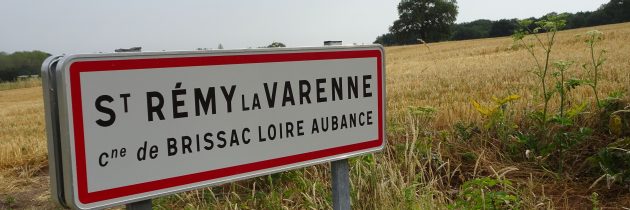 ST RÉMY LA VARENNE
Cne de BRISSAC LOIRE AUBANCE